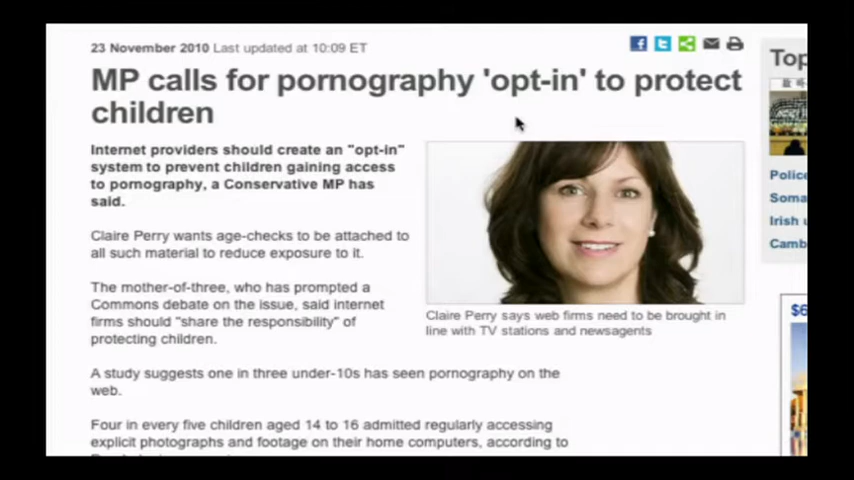 23 November 2010 Last updated at 10:09 ET
MP calls for pornography 'opt-in' to protect
children
Internet providers should create an "opt-in"
system to prevent children gaining access
to pornography, a Conservative MP has
said.
Claire Perry wants age-checks to be attached to
all such material to reduce exposure to it.
The mother-of-three, who has prompted a
Commons debate on the issue, said internet
firms should "share the responsibility" of
protecting children.
Claire Perry says web firms need to be brought in
line with TV stations and newsagents
A study suggests one in three under-10s has seen pornography on the
web.
Four in every five children aged 14 to 16 admitted regularly accessing
explicit photographs and footage on their home computers, according to
Top
Police
Soma
Irish u
Camb
$6